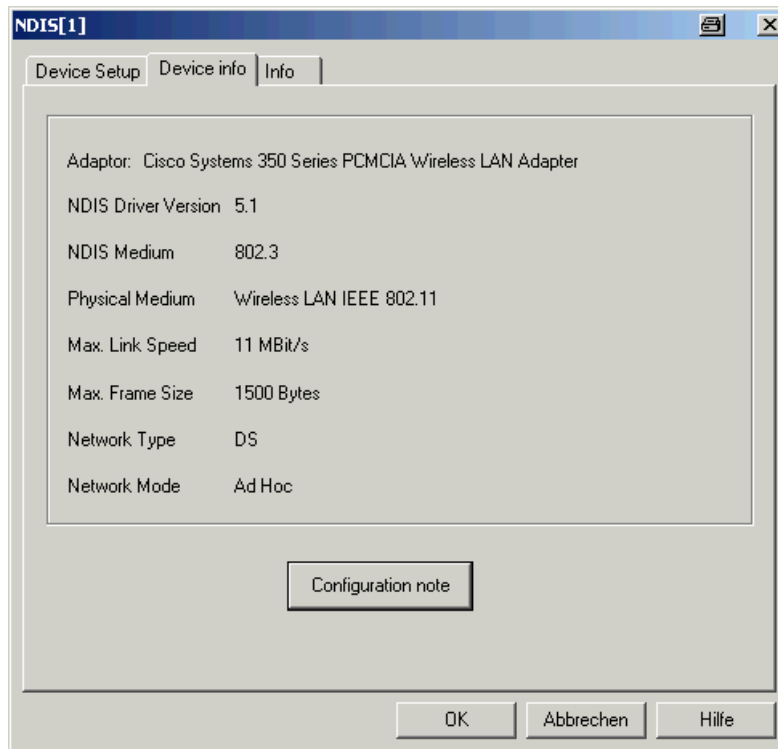 NDIS[1]
Device Setup Device info Info
Adaptor: Cisco Systems 350 Series PCMCIA Wireless LAN Adapter
NDIS Driver Version 5.1
NDIS Medium 802.3
Physical Medium Wireless LAN IEEE 802.11
Max. Link Speed 11 MBit/s
Max. Frame Size 1500 Bytes
Network Type DS
Network Mode Ad Hoc
Configuration note
OK Abbrechen Hilfe